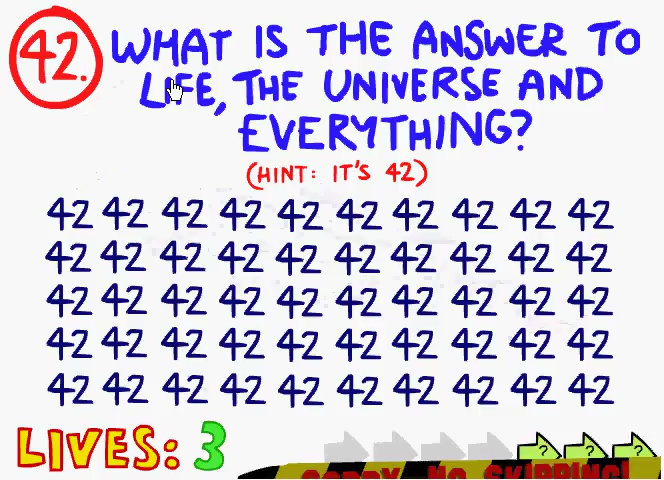 42. WHAT IS THE ANSWER TO
LIFE, THE UNIVERSE AND
EVERYTHING?
(HINT: IT'S 42)
42 42 42 42 42 42 42 42 42 42
42 42 42 42 42 42 42 42 42 42
42 42 42 42 42 42 42 42 42 42
42 42 42 42 42 42 42 42 42 42
42 42 42 42 42 42 42 42 42 42
LIVES: 3
? ? ?
SORRY, NO SKIPPING!